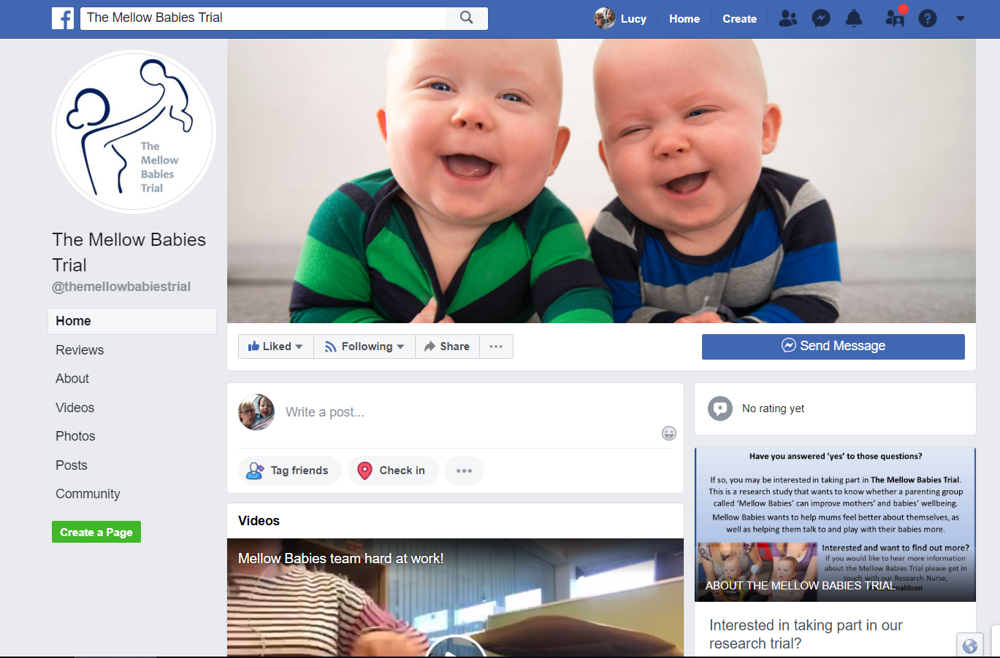 The Mellow Babies Trial
Lucy
Home
Create
The
Mellow
Babies
Trial
The Mellow Babies
Trial
@themellowbabiestrial
Home
Reviews
About
Videos
Photos
Posts
Community
Create a Page
Liked
Following
Share
Send Message
Write a post...
Tag friends
Check in
Videos
Mellow Babies team hard at work!
No rating yet
Have you answered ‘yes’ to those questions?
If so, you may be interested in taking part in The Mellow Babies Trial.
This is a research study that wants to know whether a parenting group
called ‘Mellow Babies’ can improve mothers’ and babies’ wellbeing.
Mellow Babies wants to help mums feel better about themselves, as
well as helping them talk to and play with their babies more.
Interested and want to find out more?
If you would like to hear more information
about the Mellow Babies Trial please get in
touch with our Research Nurse,
ABOUT THE MELLOW BABIES TRIAL
Interested in taking part in our
research trial?